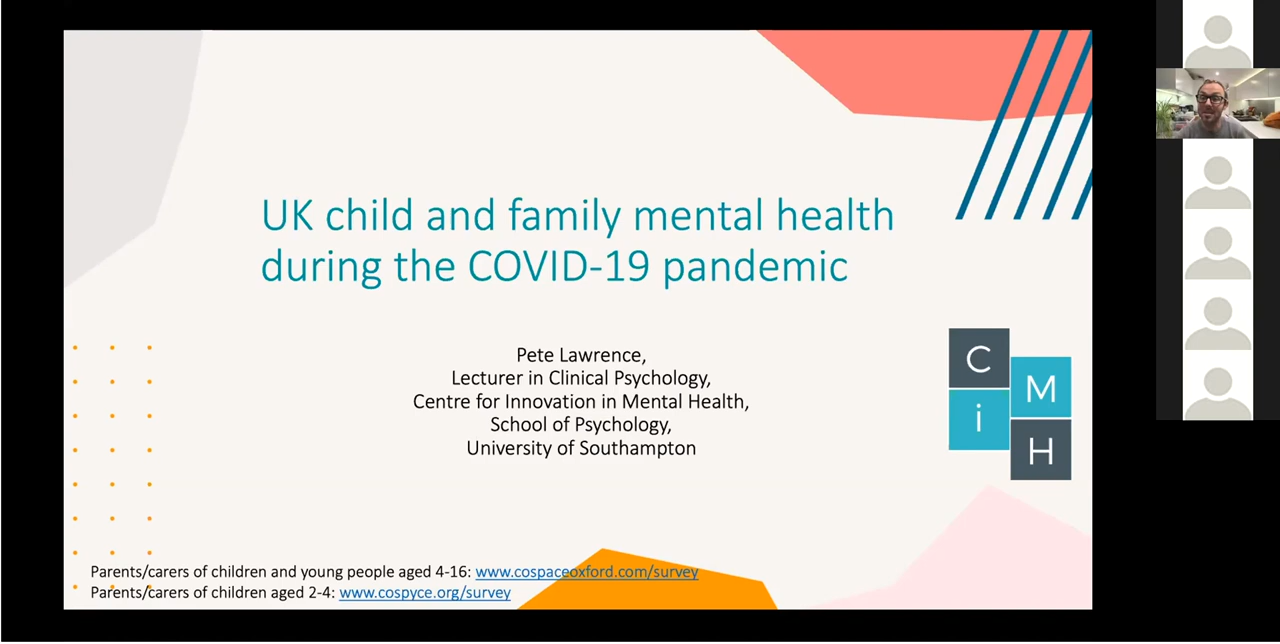 UK child and family mental health
during the COVID-19 pandemic
Pete Lawrence,
Lecturer in Clinical Psychology,
Centre for Innovation in Mental Health,
School of Psychology,
University of Southampton
C
M
i
H
Parents/carers of children and young people aged 4-16: www.cospaceoxford.com/survey
Parents/carers of children aged 2-4: www.cospyce.org/survey